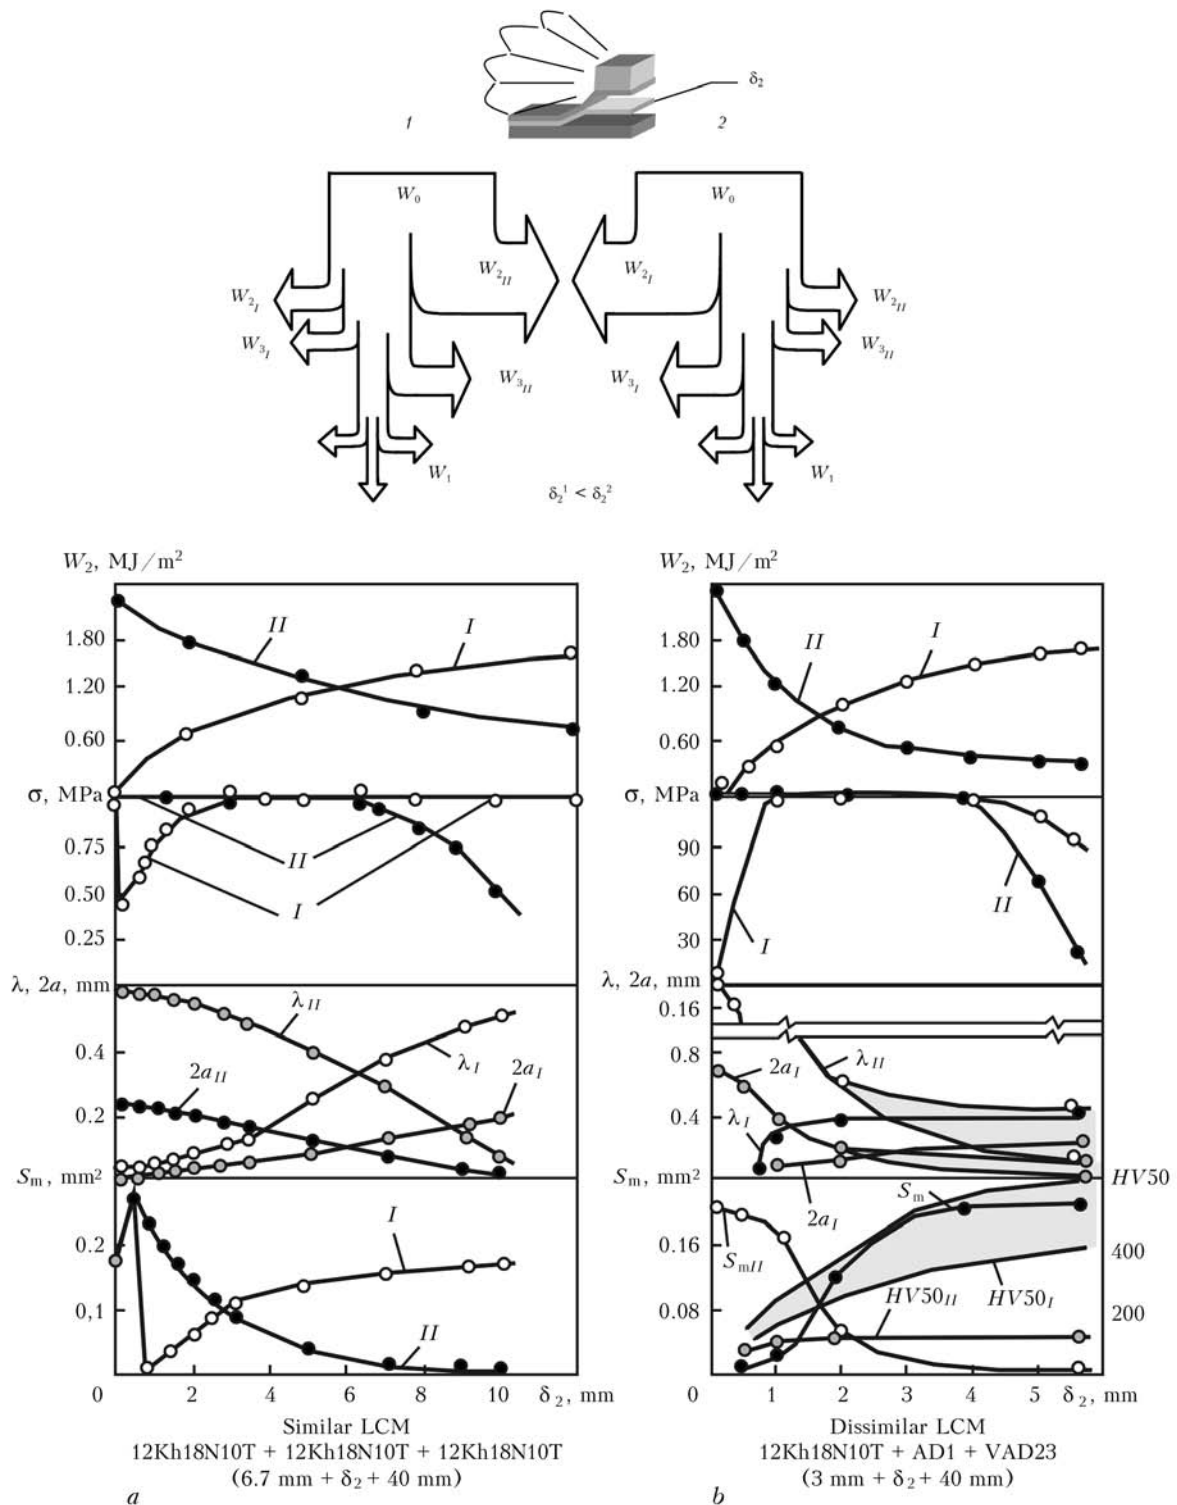 δ₂
1
2
W₀
W₀
W₂II
W₂I
W₂I
W₂II
W₃I
W₃II
W₃II
W₃I
W₁
W₁
δ₂¹ < δ₂²
W₂, MJ/m²
II
I
1.80
1.20
0.60
σ, MPa
0.75
0.50
0.25
II
I
λ, 2a, mm
λII
0.4
λI
2aI
2aII
0.2
Sm, mm²
I
0.2
0,1
II
0
2
4
6
8
10
δ₂, mm
Similar LCM
12Kh18N10T + 12Kh18N10T + 12Kh18N10T
(6.7 mm + δ₂ + 40 mm)
a
W₂, MJ/m²
I
II
1.80
1.20
0.60
σ, MPa
90
60
30
II
I
λ, 2a, mm
0.16
0.8
λII
2aI
0.4
λI
Sm, mm²
HV50
Sm
2aI
SmII
0.16
400
HV50II
HV50I
0.08
200
0
1
2
3
4
5
δ₂, mm
Dissimilar LCM
12Kh18N10T + AD1 + VAD23
(3 mm + δ₂ + 40 mm)
b